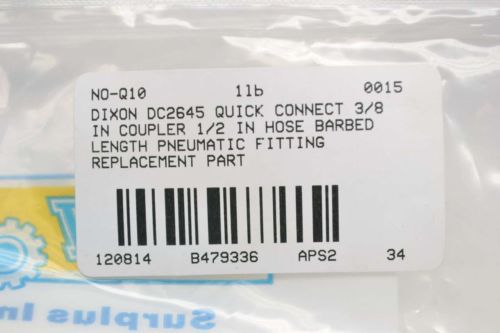 NO-Q10 1lb 0015
DIXON DC2645 QUICK CONNECT 3/8
IN COUPLER 1/2 IN HOSE BARBED
LENGTH PNEUMATIC FITTING
REPLACEMENT PART
120814 B479336 APS2 34
Surplus In